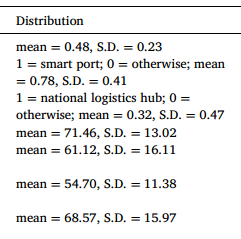 Distribution
mean = 0.48, S.D. = 0.23
1 = smart port; 0 = otherwise; mean
= 0.78, S.D. = 0.41
1 = national logistics hub; 0 =
otherwise; mean = 0.32, S.D. = 0.47
mean = 71.46, S.D. = 13.02
mean = 61.12, S.D. = 16.11
mean = 54.70, S.D. = 11.38
mean = 68.57, S.D. = 15.97